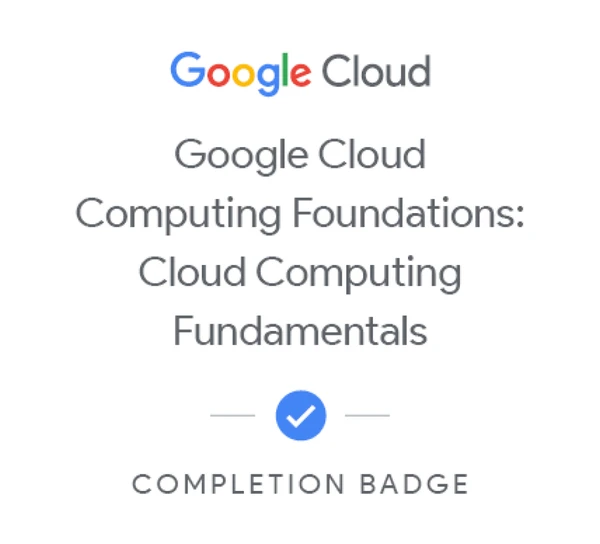 Google Cloud
Google Cloud
Computing Foundations:
Cloud Computing
Fundamentals
COMPLETION BADGE